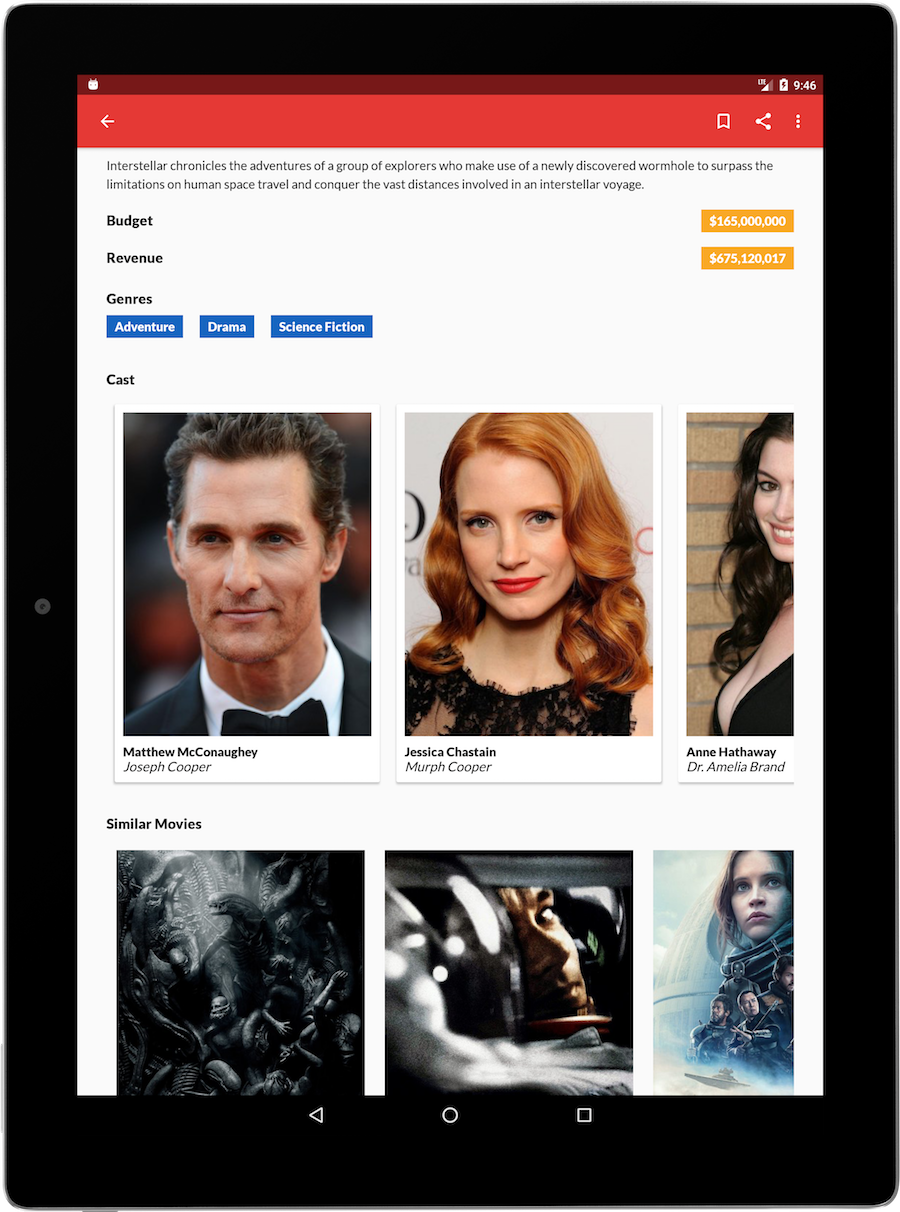 LTE 9:46
Interstellar chronicles the adventures of a group of explorers who make use of a newly discovered wormhole to surpass the
limitations on human space travel and conquer the vast distances involved in an interstellar voyage.
Budget $165,000,000
Revenue $675,120,017
Genres
Adventure Drama Science Fiction
Cast
Matthew McConaughey Jessica Chastain Anne Hathaway
Joseph Cooper Murph Cooper Dr. Amelia Brand
Similar Movies